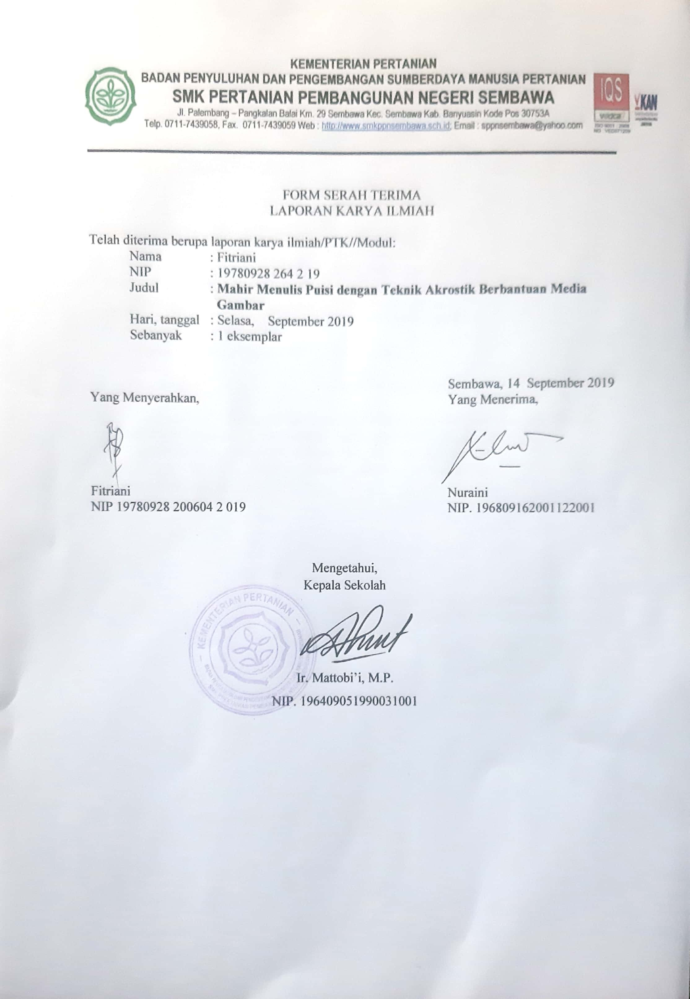 KEMENTERIAN PERTANIAN
BADAN PENYULUHAN DAN PENGEMBANGAN SUMBERDAYA MANUSIA PERTANIAN
SMK PERTANIAN PEMBANGUNAN NEGERI SEMBAWA
Jl. Palembang – Pangkalan Balai Km. 29 Sembawa Kec. Sembawa Kab. Banyuasin Kode Pos 30753A
Telp. 0711-7439058, Fax. 0711-7439059 Web : http://www.smkppnsembawa.sch.id; Email : sppnsembawa@yahoo.com
IQS
KAN
FORM SERAH TERIMA
LAPORAN KARYA ILMIAH
Telah diterima berupa laporan karya ilmiah/PTK//Modul:
Nama : Fitriani
NIP : 19780928 264 2 19
Judul : Mahir Menulis Puisi dengan Teknik Akrostik Berbantuan Media
Gambar
Hari, tanggal : Selasa, September 2019
Sebanyak : 1 eksemplar
Sembawa, 14 September 2019
Yang Menyerahkan,
Yang Menerima,
Fitriani
NIP 19780928 200604 2 019
Nuraini
NIP. 196809162001122001
Mengetahui,
Kepala Sekolah
KEMENTERIAN PERTANIAN
Ir. Mattobi'i, M.P.
NIP. 196409051990031001